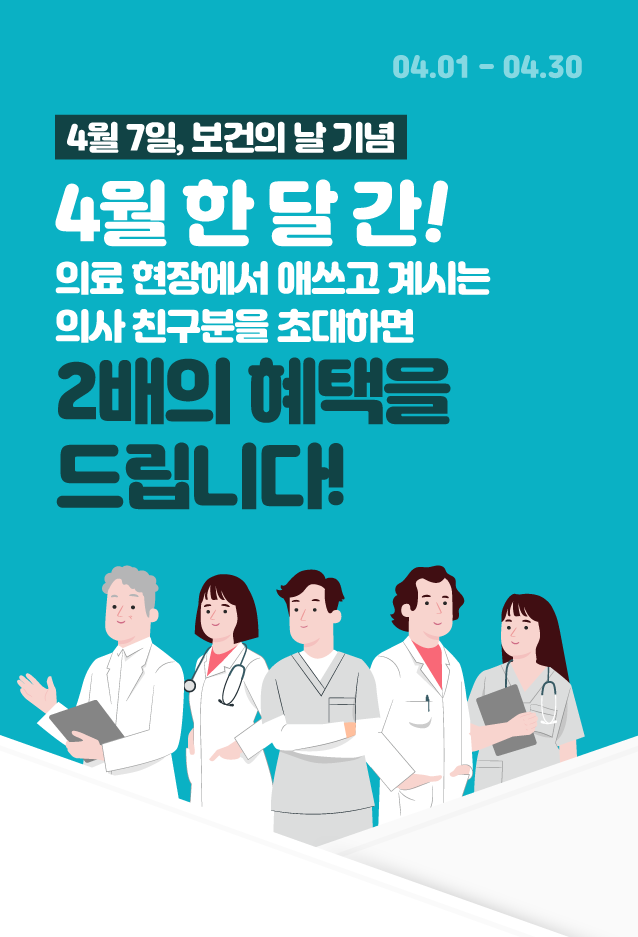 04.01 - 04.30
4월 7일, 보건의 날 기념
4월 한 달 간!
의료 현장에서 애쓰고 계시는
의사 친구분을 초대하면
2배의 혜택을
드립니다!